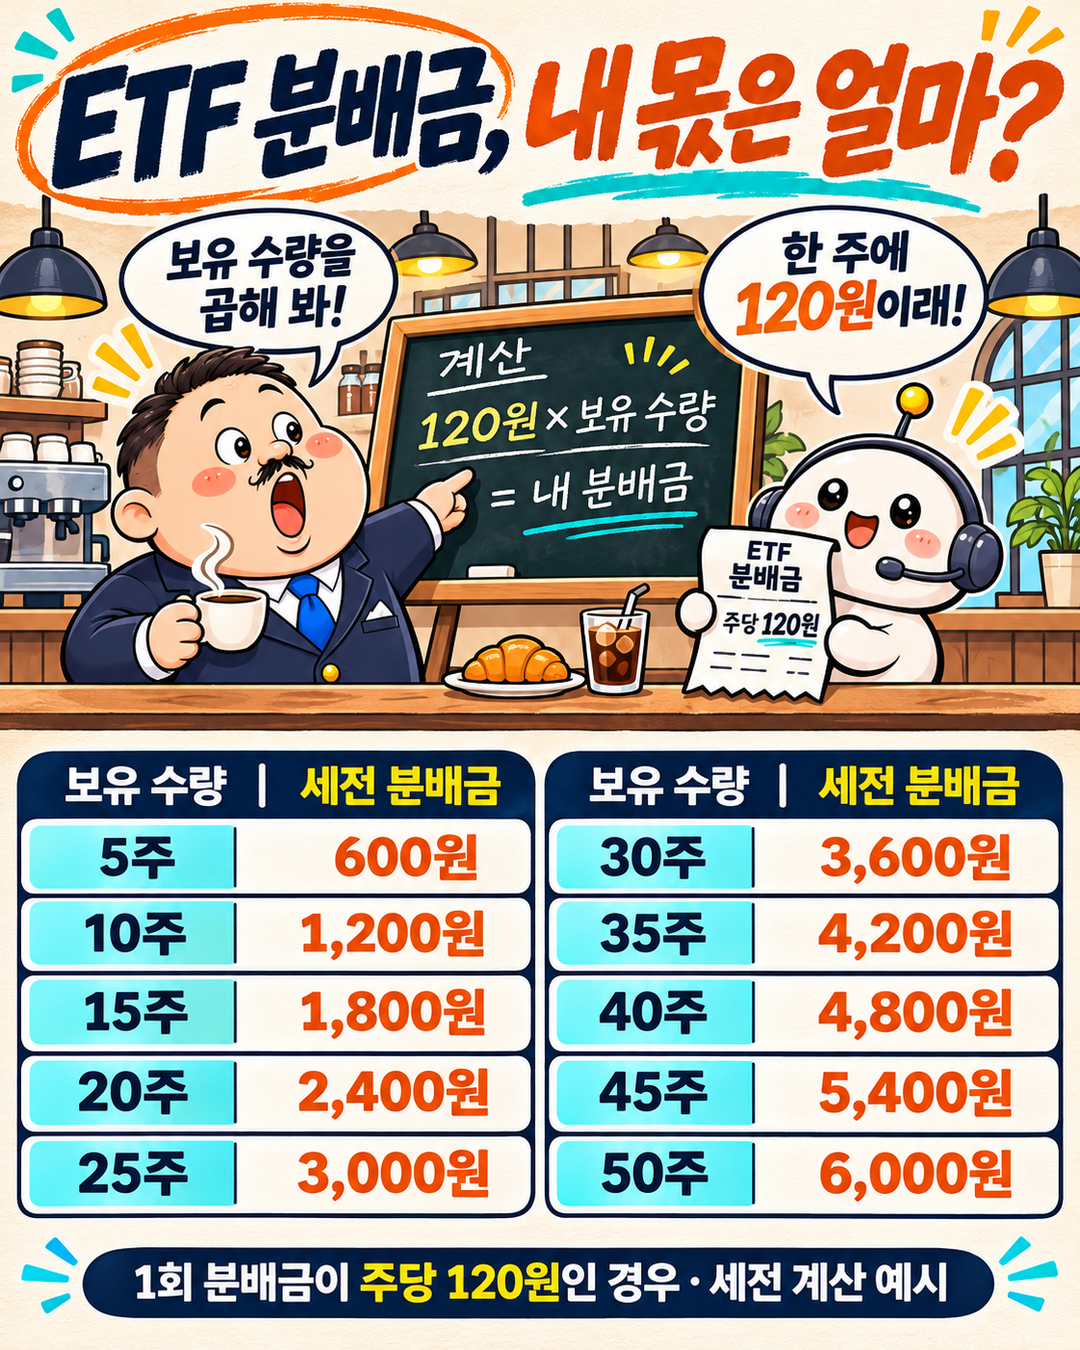 ETF 분배금, 내 몫은 얼마?
보유 수량을
곱해 봐!
한 주에
120원이래!
계산
120원 × 보유 수량
= 내 분배금
ETF
분배금
주당 120원
보유 수량 | 세전 분배금
5주 600원
10주 1,200원
15주 1,800원
20주 2,400원
25주 3,000원
보유 수량 | 세전 분배금
30주 3,600원
35주 4,200원
40주 4,800원
45주 5,400원
50주 6,000원
1회 분배금이 주당 120원인 경우 · 세전 계산 예시